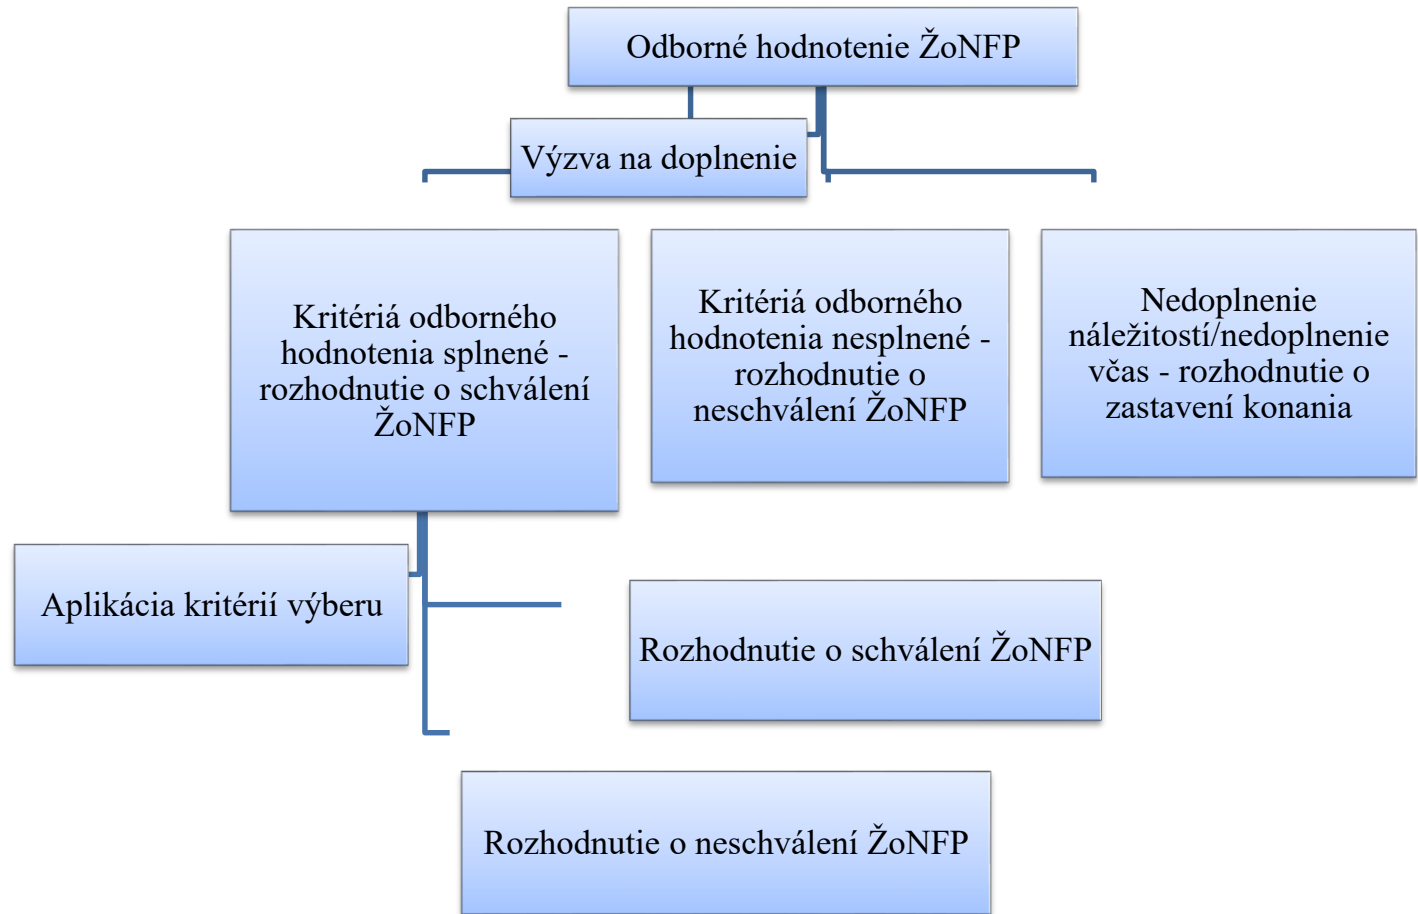 Odborné hodnotenie ŽoNFP
Výzva na doplnenie
Kritériá odborného
hodnotenia splnené -
rozhodnutie o schválení
ŽoNFP
Kritériá odborného
hodnotenia nesplnené -
rozhodnutie o
neschválení ŽoNFP
Nedoplnenie
náležitostí/nedoplnenie
včas - rozhodnutie o
zastavení konania
Aplikácia kritérií výberu
Rozhodnutie o schválení ŽoNFP
Rozhodnutie o neschválení ŽoNFP